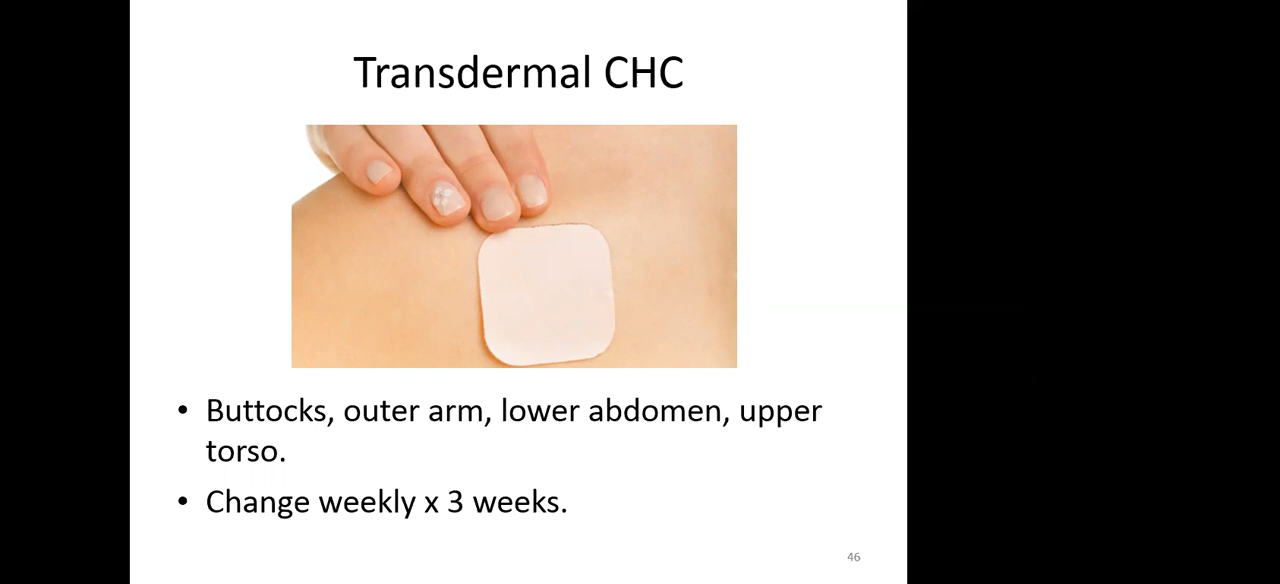 Transdermal CHC
• Buttocks, outer arm, lower abdomen, upper
torso.
• Change weekly x 3 weeks.
46